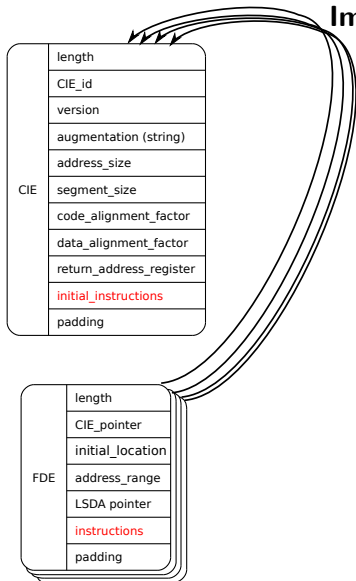 Im
length
CIE_id
version
augmentation (string)
address_size
CIE
segment_size
code_alignment_factor
data_alignment_factor
return_address_register
initial_instructions
padding
length
CIE_pointer
initial_location
FDE
address_range
LSDA pointer
instructions
padding